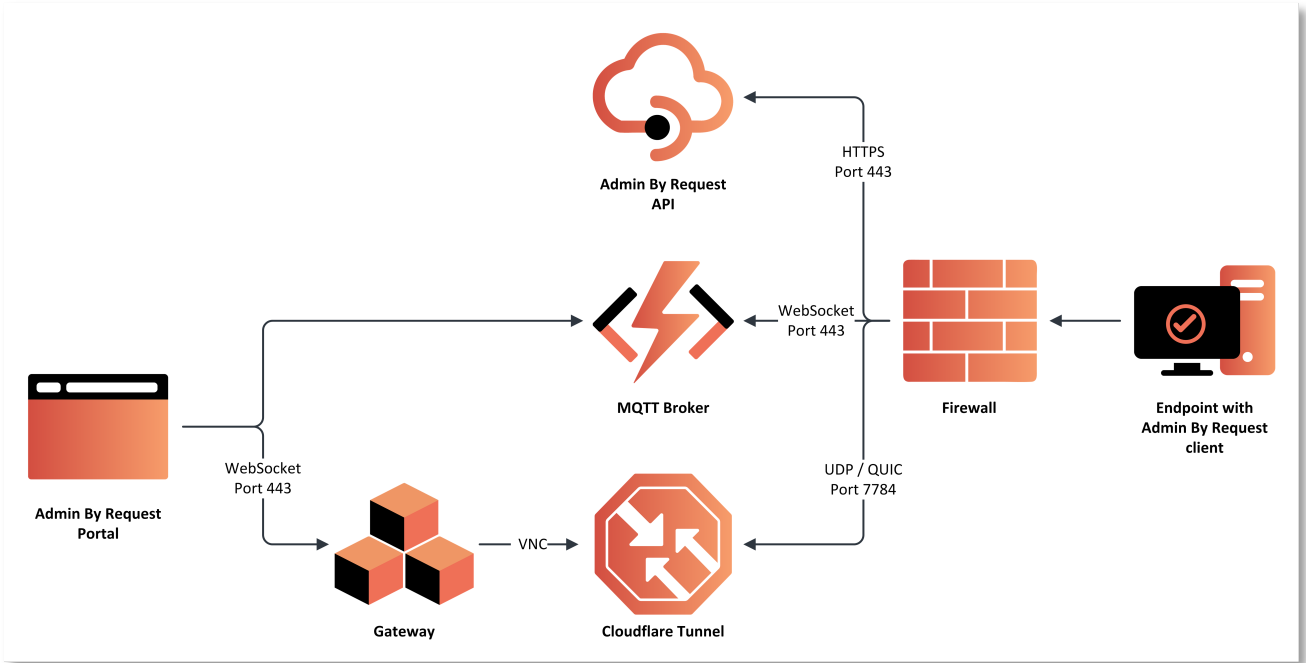 Admin By Request
API
HTTPS
Port 443
WebSocket
Port 443
MQTT Broker
Firewall
Endpoint with
Admin By Request
client
WebSocket
Port 443
UDP / QUIC
Port 7784
Admin By Request
Portal
VNC
Gateway
Cloudflare Tunnel